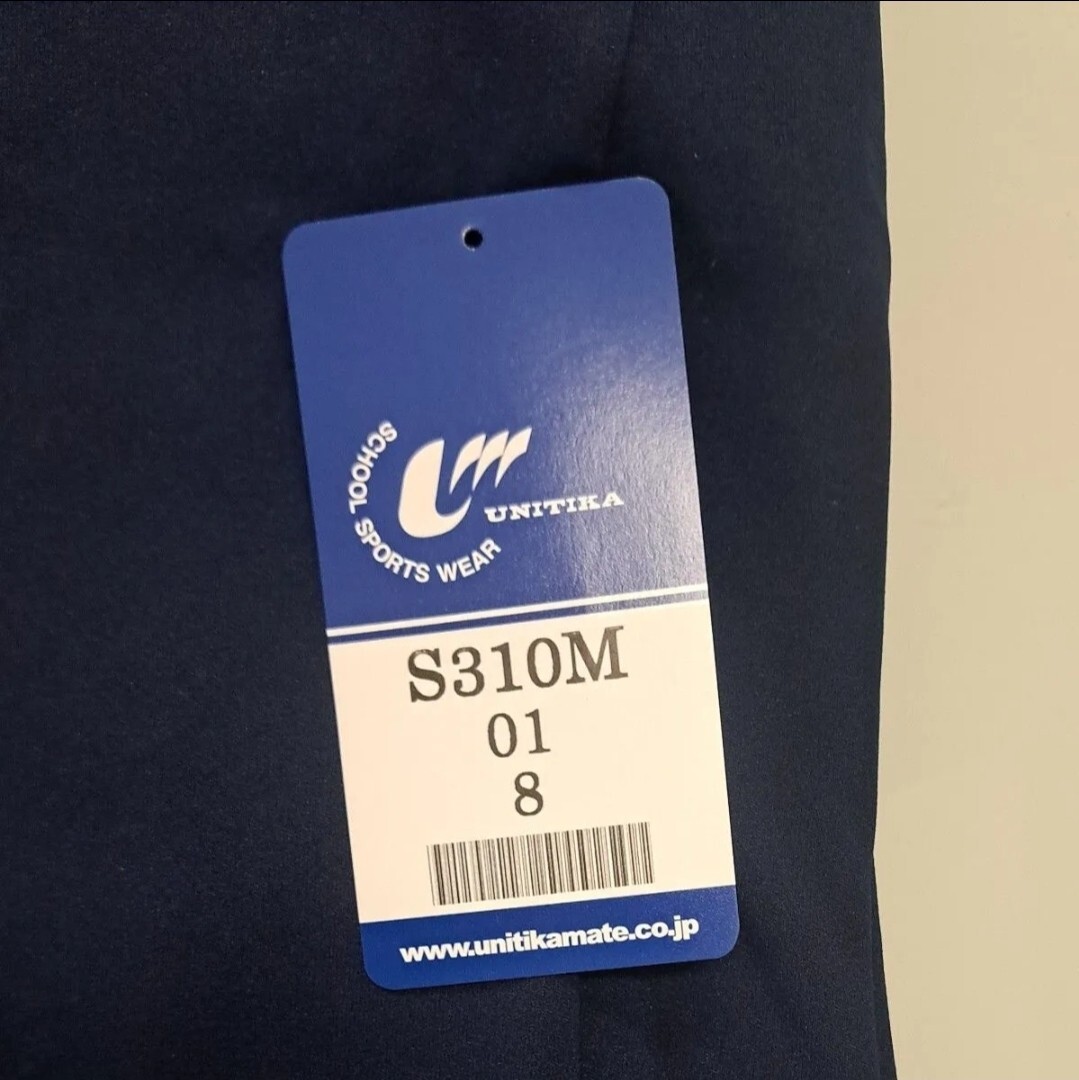 SCHOOL SPORTS WEAR
UNITIKA
S310M
01
8
www.unitikamate.co.jp